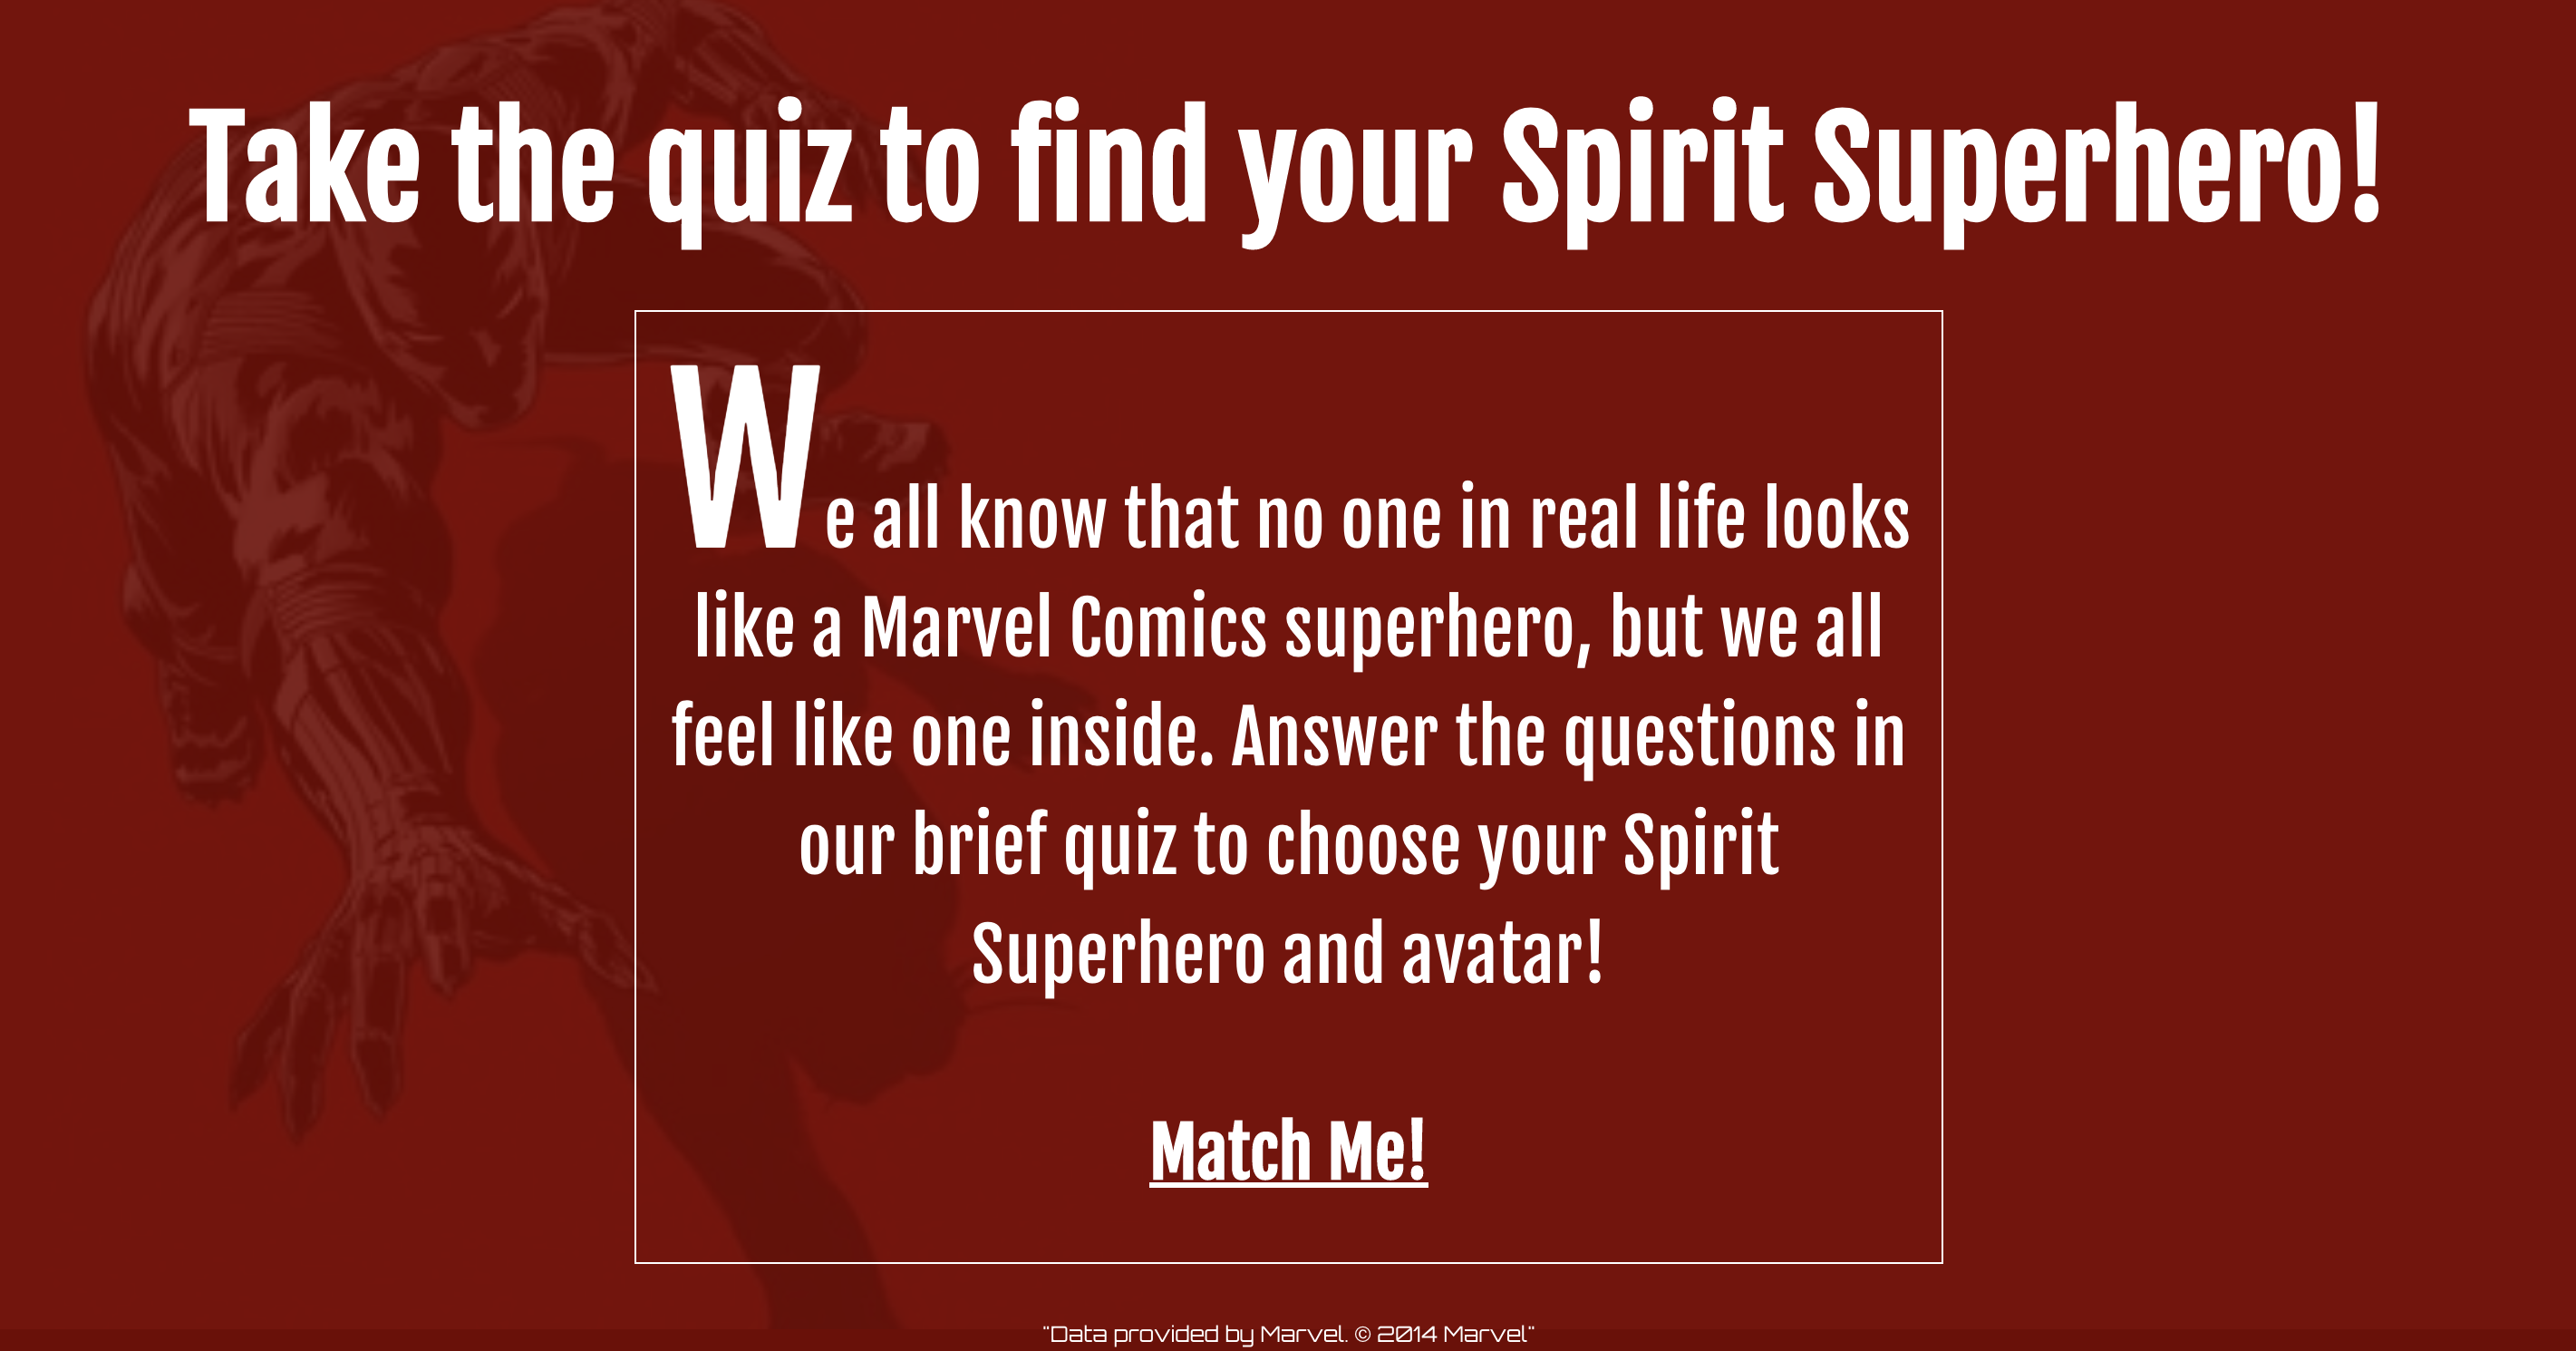 Take the quiz to find your Spirit Superhero!
We all know that no one in real life looks
like a Marvel Comics superhero, but we all
feel like one inside. Answer the questions in
our brief quiz to choose your Spirit
Superhero and avatar!
Match Me!
"Data provided by Marvel. © 2014 Marvel"